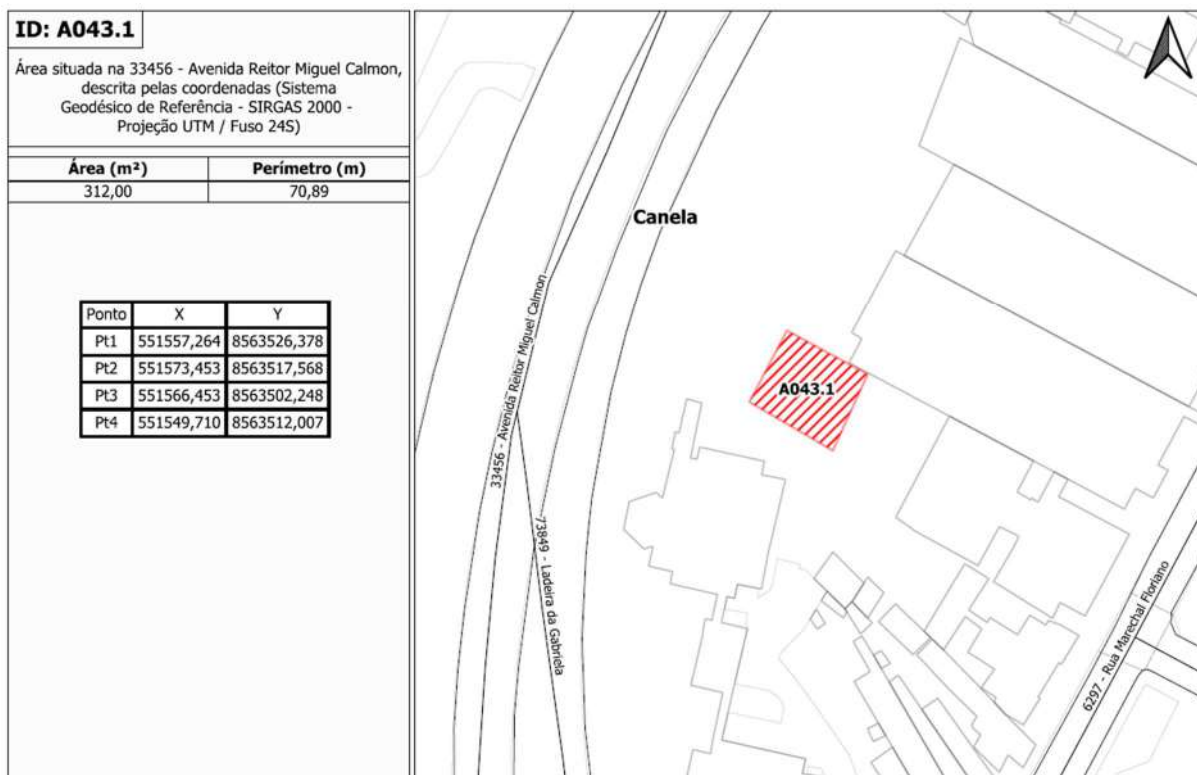 ID: A043.1
Área situada na 33456 - Avenida Reitor Miguel Calmon,
descrita pelas coordenadas (Sistema
Geodésico de Referência - SIRGAS 2000 -
Projeção UTM / Fuso 24S)
Área (m²) Perímetro (m)
312,00 70,89
Ponto X Y
Pt1 551557,264 8563526,378
Pt2 551573,453 8563517,568
Pt3 551566,453 8563502,248
Pt4 551549,710 8563512,007
Canela
33456 - Avenida Reitor Miguel Calmon
A043.1
73849 - Ladeira da Gabriela
6297 - Rua Marechal Floriano